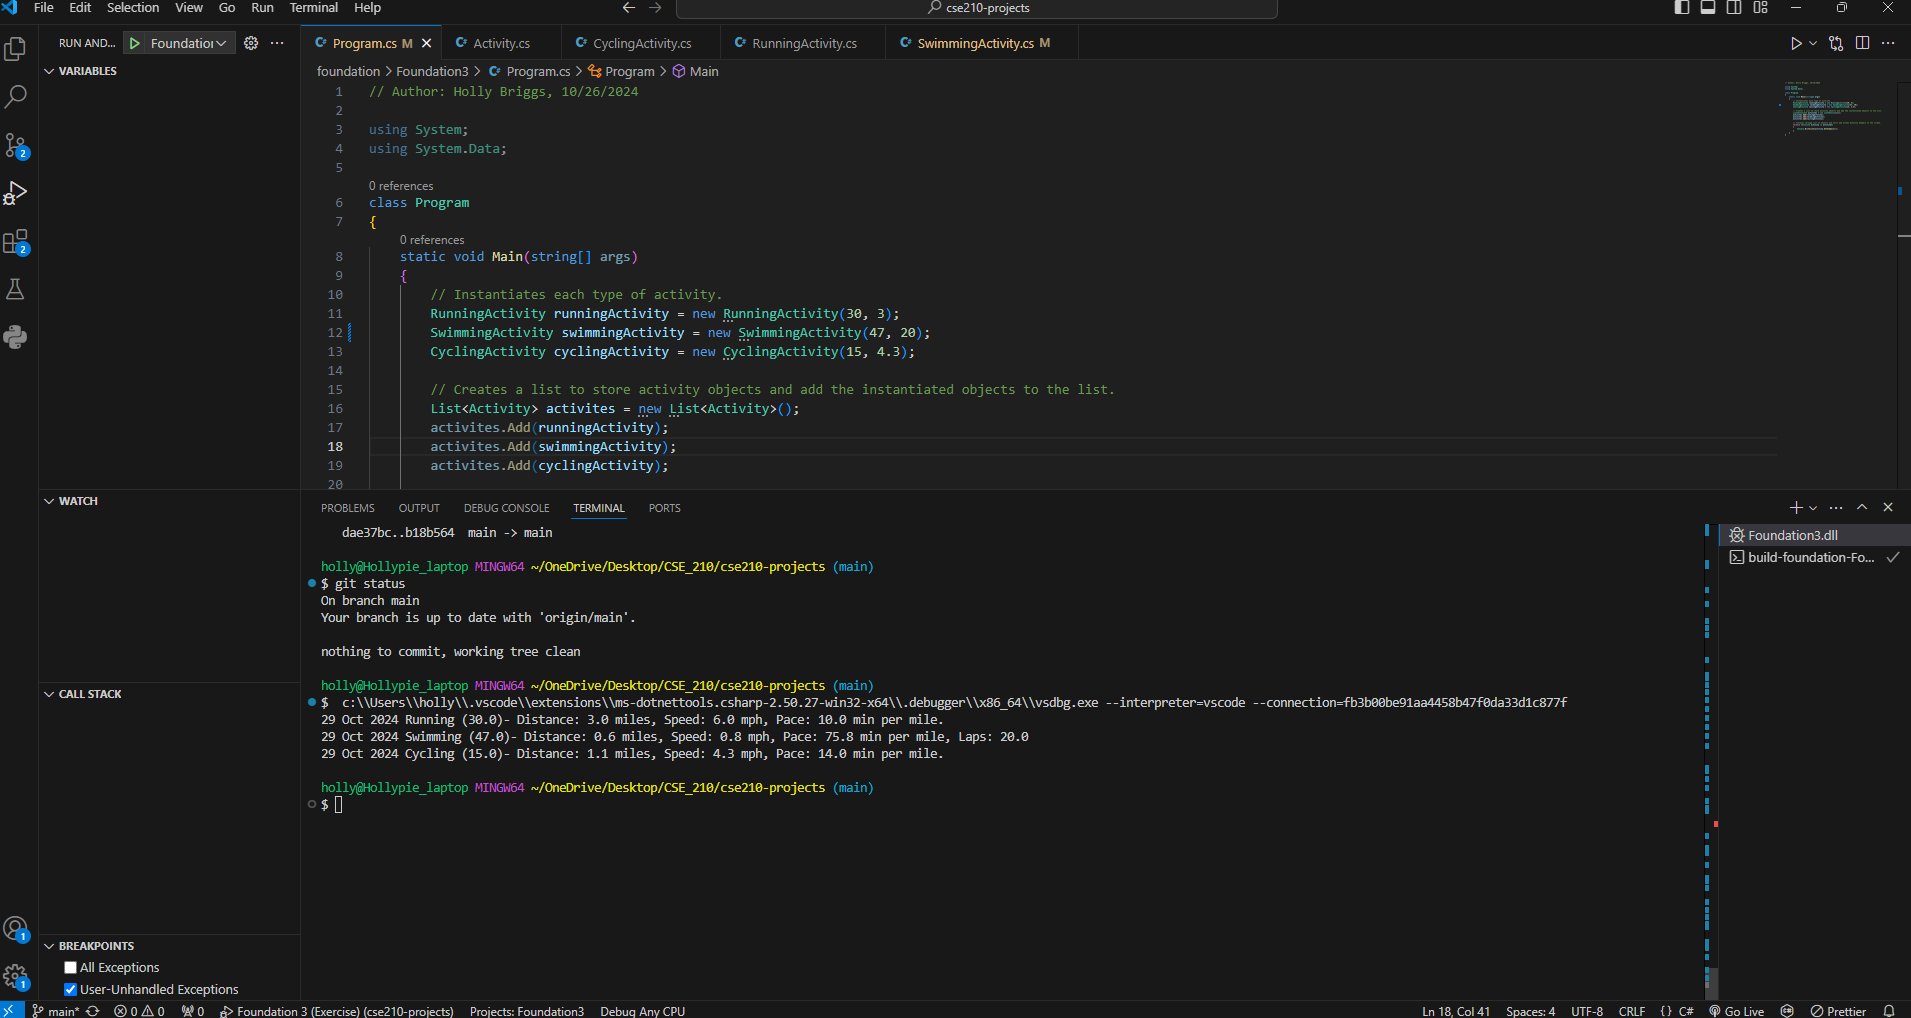 File Edit Selection View Go Run Terminal Help
cse210-projects
RUN AND... Foundation
Program.cs M
Activity.cs
CyclingActivity.cs
RunningActivity.cs
SwimmingActivity.cs M
VARIABLES
foundation > Foundation3 > Program.cs > Program > Main
1 // Author: Holly Briggs, 10/26/2024
2
3 using System;
4 using System.Data;
5
0 references
6 class Program
7 {
0 references
8 static void Main(string[] args)
9 {
10 // Instantiates each type of activity.
11 RunningActivity runningActivity = new RunningActivity(30, 3);
12 SwimmingActivity swimmingActivity = new SwimmingActivity(47, 20);
13 CyclingActivity cyclingActivity = new CyclingActivity(15, 4.3);
14
15 // Creates a list to store activity objects and add the instantiated objects to the list.
16 List<Activity> activites = new List<Activity>();
17 activites.Add(runningActivity);
18 activites.Add(swimmingActivity);
19 activites.Add(cyclingActivity);
20
WATCH
CALL STACK
BREAKPOINTS
All Exceptions
User-Unhandled Exceptions
PROBLEMS OUTPUT DEBUG CONSOLE TERMINAL PORTS
dae37bc..b18b564 main -> main
holly@Hollypie_laptop MINGW64 ~/OneDrive/Desktop/CSE_210/cse210-projects (main)
$ git status
On branch main
Your branch is up to date with 'origin/main'.
nothing to commit, working tree clean
holly@Hollypie_laptop MINGW64 ~/OneDrive/Desktop/CSE_210/cse210-projects (main)
$ c:\\Users\\holly\\.vscode\\extensions\\ms-dotnettools.csharp-2.50.27-win32-x64\\.debugger\\x86_64\\vsdbg.exe --interpreter=vscode --connection=fb3b00be91aa4458b47f0da33d1c877f
29 Oct 2024 Running (30.0)- Distance: 3.0 miles, Speed: 6.0 mph, Pace: 10.0 min per mile.
29 Oct 2024 Swimming (47.0)- Distance: 0.6 miles, Speed: 0.8 mph, Pace: 75.8 min per mile, Laps: 20.0
29 Oct 2024 Cycling (15.0)- Distance: 1.1 miles, Speed: 4.3 mph, Pace: 14.0 min per mile.
holly@Hollypie_laptop MINGW64 ~/OneDrive/Desktop/CSE_210/cse210-projects (main)
$
Foundation3.dll
build-foundation-Fo...
2
2
1
1
main* 0 0 0 Foundation 3 (Exercise) (cse210-projects) Projects: Foundation3 Debug Any CPU
Ln 18, Col 41 Spaces: 4 UTF-8 CRLF {} C# Go Live Prettier